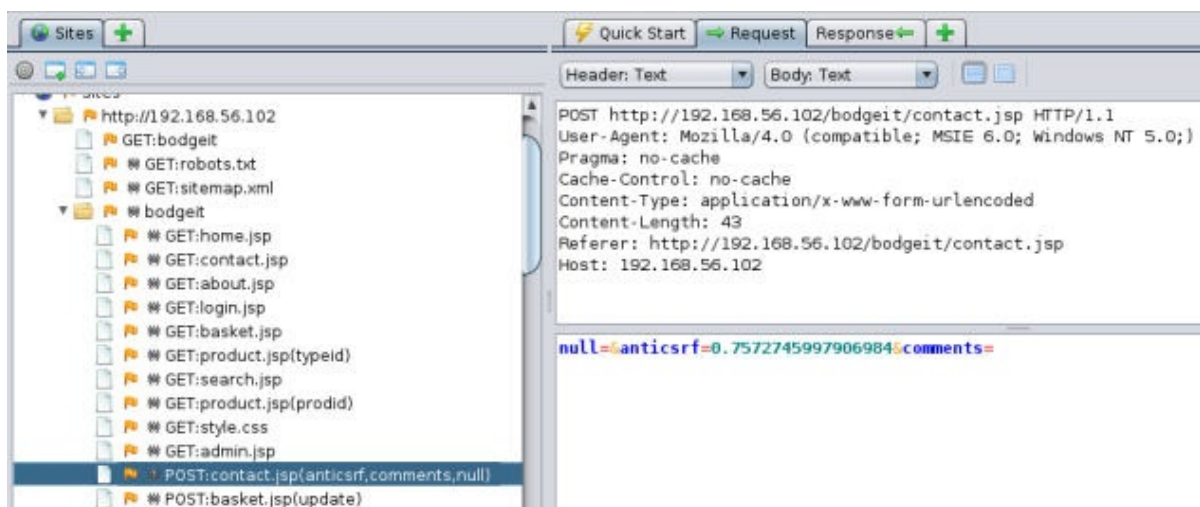 Sites
Quick Start
Request
Response
Header: Text
Body: Text
Sites
http://192.168.56.102
GET:bodgeit
GET:robots.txt
GET:sitemap.xml
bodgeit
GET:home.jsp
GET:contact.jsp
GET:about.jsp
GET:login.jsp
GET:basket.jsp
GET:product.jsp(typeid)
GET:search.jsp
GET:product.jsp(prodid)
GET:style.css
GET:admin.jsp
POST:contact.jsp(anticsrf,comments,null)
POST:basket.jsp(update)
POST http://192.168.56.102/bodgeit/contact.jsp HTTP/1.1
User-Agent: Mozilla/4.0 (compatible; MSIE 6.0; Windows NT 5.0;)
Pragma: no-cache
Cache-Control: no-cache
Content-Type: application/x-www-form-urlencoded
Content-Length: 43
Referer: http://192.168.56.102/bodgeit/contact.jsp
Host: 192.168.56.102
null=&anticsrf=0.7572745997906984&comments=